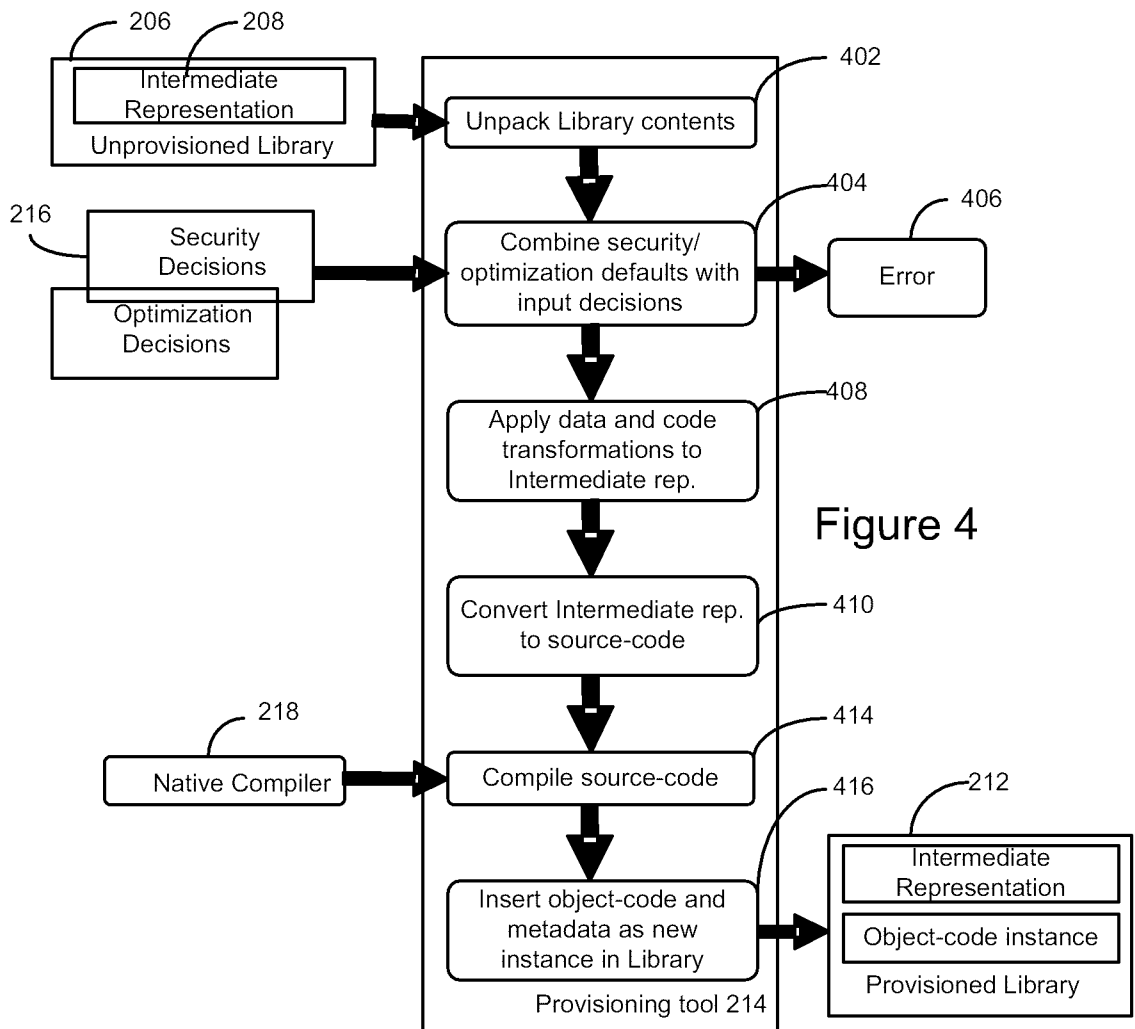 206
208
Intermediate
Representation
Unprovisioned Library
402
Unpack Library contents
404
216
Security
Decisions
Optimization
Decisions
Combine security/
optimization defaults with
input decisions
406
Error
408
Apply data and code
transformations to
Intermediate rep.
Figure 4
410
Convert Intermediate rep.
to source-code
218
Native Compiler
414
Compile source-code
416
Insert object-code and
metadata as new
instance in Library
Provisioning tool 214
212
Intermediate
Representation
Object-code instance
Provisioned Library